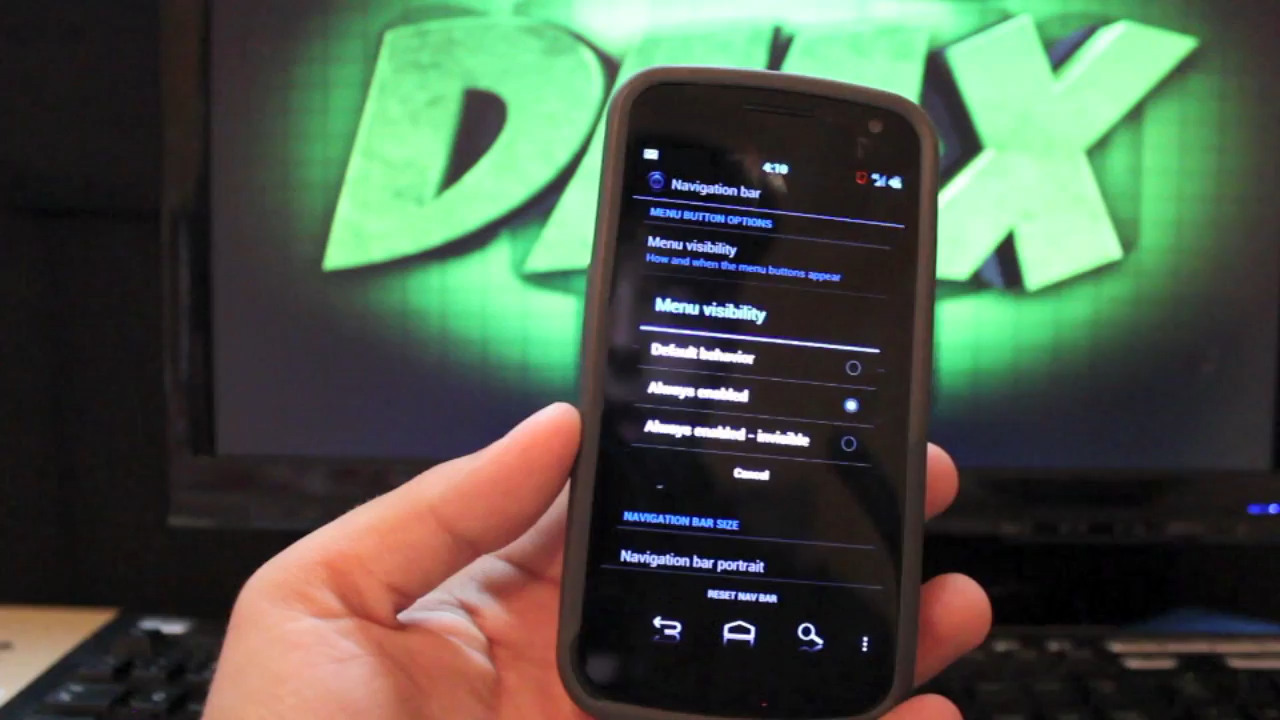 4:10
Navigation bar
MENU BUTTON OPTIONS
Menu visibility
How and when the menu buttons appear
Menu visibility
Default behavior
Always enabled
Always enabled - invisible
Cancel
NAVIGATION BAR SIZE
Navigation bar portrait
RESET NAV BAR